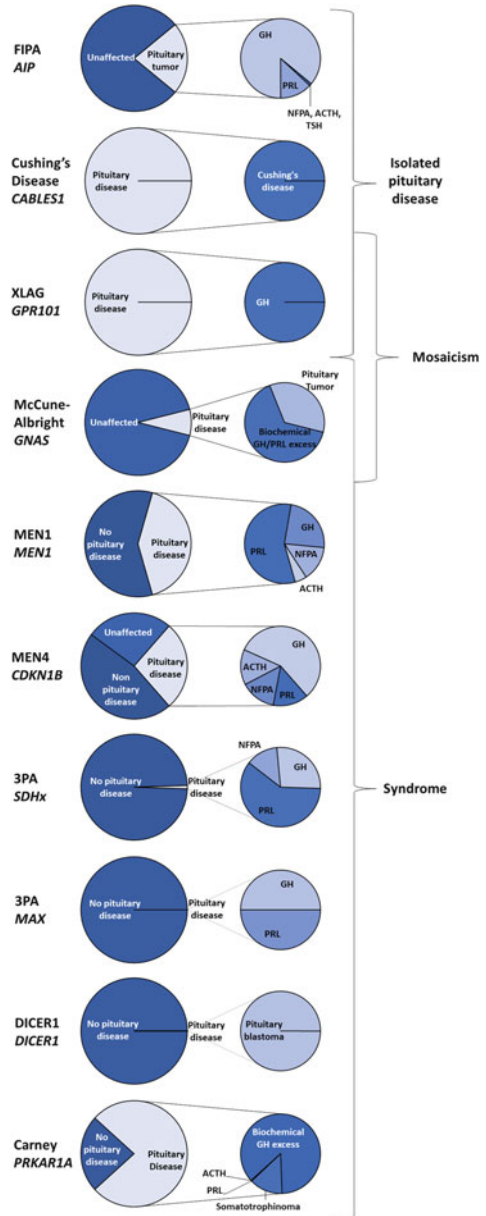 FIPA
AIP
Unaffected
Pituitary
tumor
GH
PRL
NFPA, ACTH,
TSH
Cushing's
Disease
CABLES1
Pituitary
disease
Cushing's
disease
Isolated
pituitary
disease
XLAG
GPR101
Pituitary
disease
GH
Mosaicism
McCune-
Albright
GNAS
Unaffected
Pituitary
disease
Pituitary
Tumor
Biochemical
GH/PRL excess
MEN1
MEN1
No
pituitary
disease
Pituitary
disease
PRL
GH
NFPA
ACTH
MEN4
CDKN1B
Unaffected
Non
pituitary
disease
Pituitary
disease
GH
ACTH
NFPA
PRL
3PA
SDHx
No pituitary
disease
Pituitary
disease
NFPA
GH
PRL
Syndrome
3PA
MAX
No pituitary
disease
Pituitary
disease
GH
PRL
DICER1
DICER1
No pituitary
disease
Pituitary
disease
Pituitary
blastoma
Carney
PRKAR1A
No
pituitary
disease
Pituitary
Disease
Biochemical
GH excess
ACTH
PRL
Somatotrophinoma